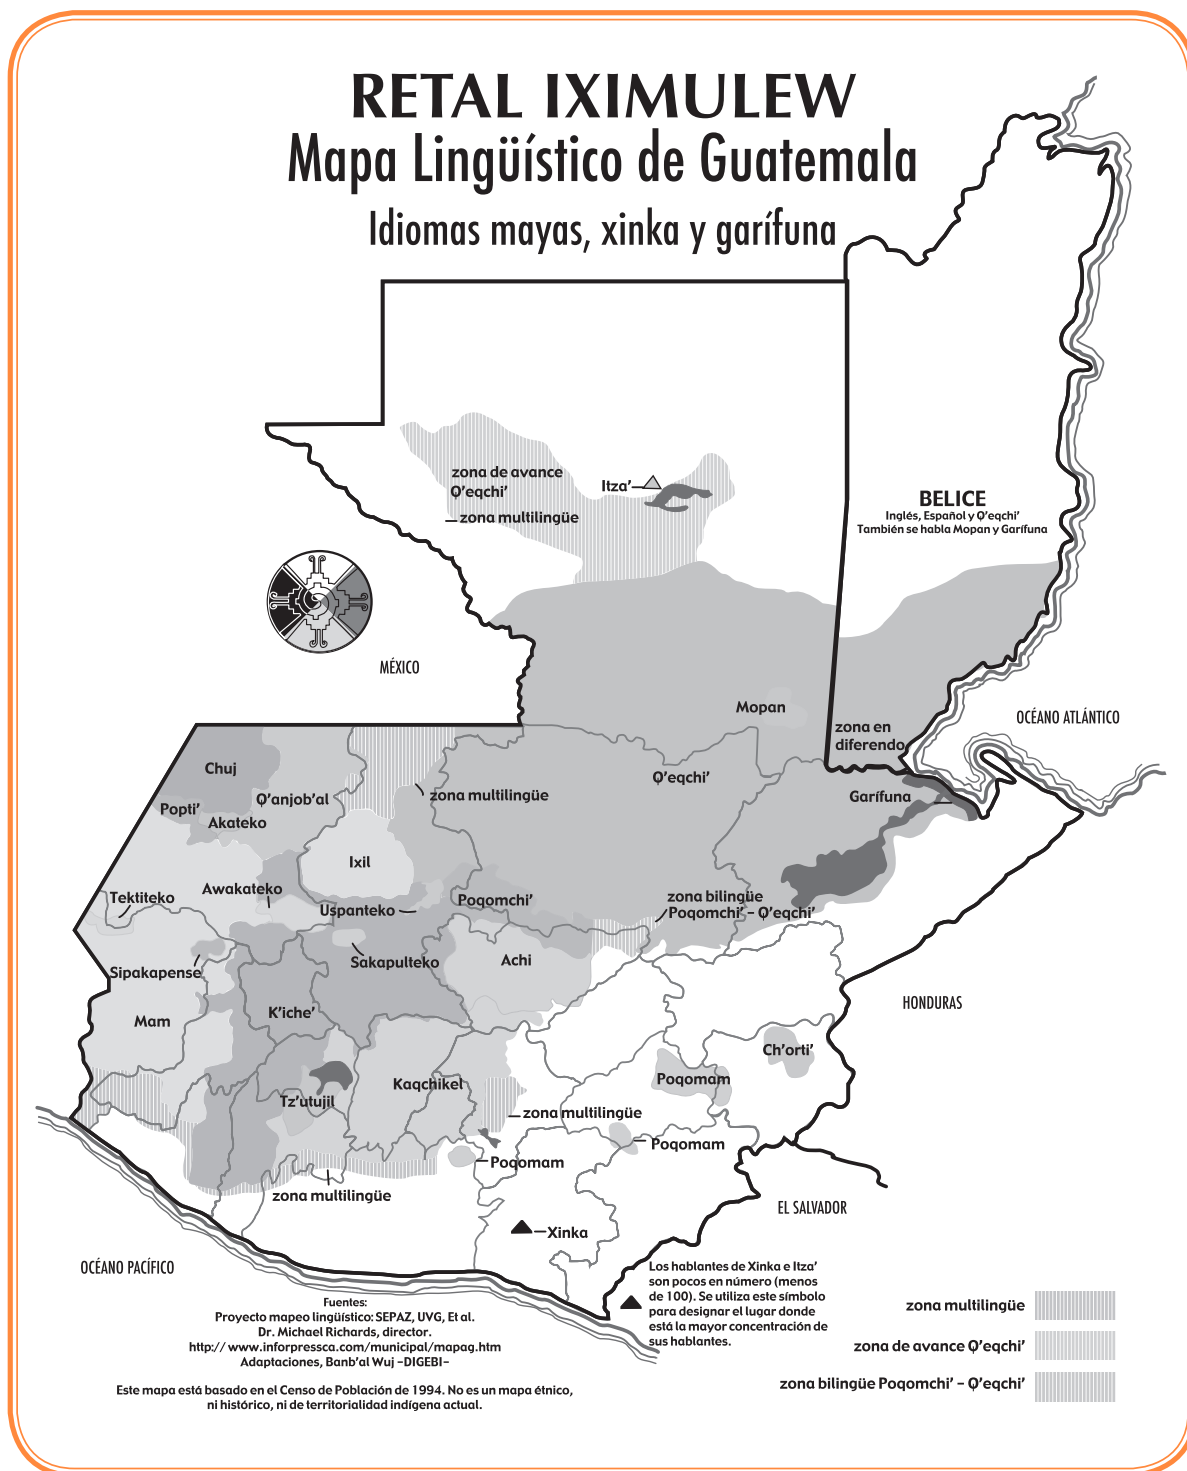 RETAL IXIMULEW
Mapa Lingüístico de Guatemala
Idiomas mayas, xinka y garífuna
zona de avance
Q'eqchi'
zona multilingüe
Itza'
BELICE
Inglés, Español y Q'eqchi'
También se habla Mopan y Garífuna
MÉXICO
Mopan
OCÉANO ATLÁNTICO
zona en
diferendo
Chuj
Q'eqchi'
Q'anjob'al
zona multilingüe
Garífuna
Popti'
Akateko
Ixil
Awakateko
Tektiteko
Uspanteko
Poqomchi'
zona bilingüe
Poqomchi' - Q'eqchi'
Sakapulteko
Achi
Sipakapense
HONDURAS
K'iche'
Mam
Ch'orti'
Kaqchikel
Poqomam
Tz'utujil
zona multilingüe
Poqomam
Poqomam
zona multilingüe
EL SALVADOR
Xinka
OCÉANO PACÍFICO
Los hablantes de Xinka e Itza'
son pocos en número (menos
de 100). Se utiliza este símbolo
para designar el lugar donde
está la mayor concentración de
sus hablantes.
Fuentes:
Proyecto mapeo lingüístico: SEPAZ, UVG, Et al.
Dr. Michael Richards, director.
http:// www.inforpressca.com/municipal/mapag.htm
Adaptaciones, Banb'al Wuj -DIGEBI-
Este mapa está basado en el Censo de Población de 1994. No es un mapa étnico,
ni histórico, ni de territorialidad indígena actual.
zona multilingüe
zona de avance Q'eqchi'
zona bilingüe Poqomchi' - Q'eqchi'